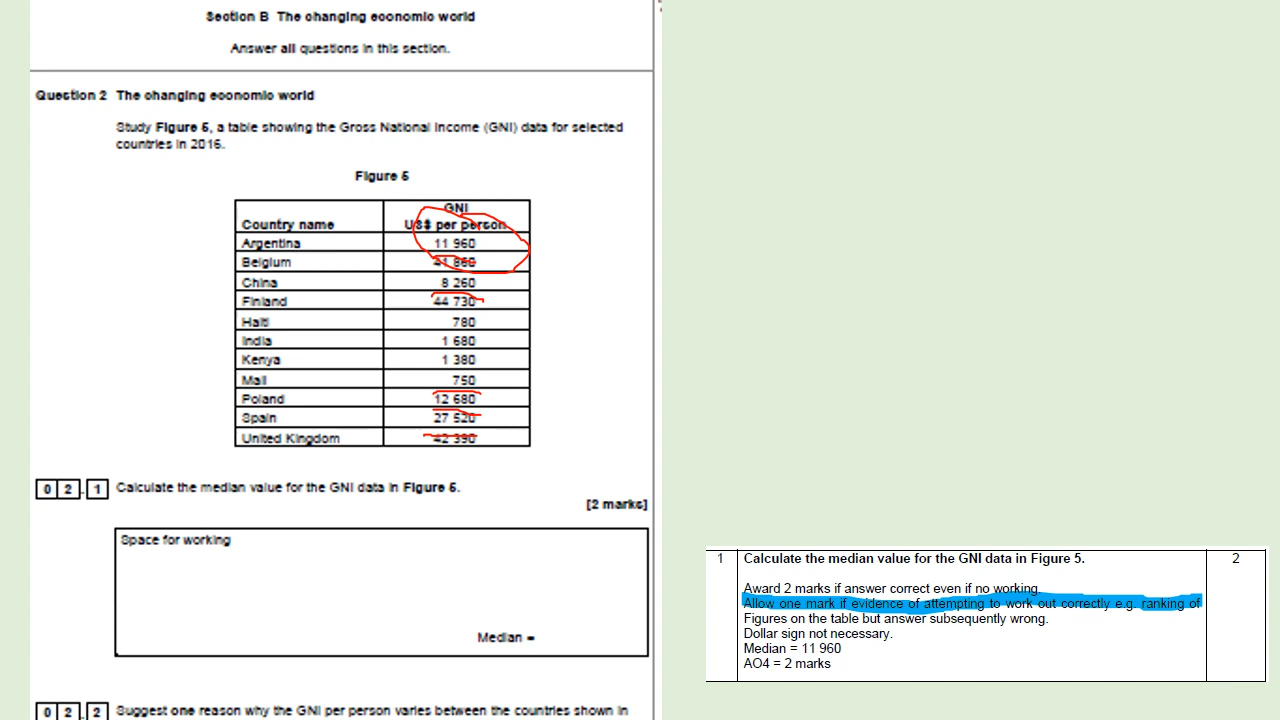 Section B The changing economic world
Answer all questions in this section.
Question 2 The changing economic world
Study Figure 5, a table showing the Gross National Income (GNI) data for selected
countries in 2016.
Figure 5
Country name GNI US$ per person
Argentina 11 960
Belgium 41 860
China 8 260
Finland 44 730
Haiti 780
India 1 680
Kenya 1 380
Mali 750
Poland 12 680
Spain 27 520
United Kingdom 42 390
0 2 . 1 Calculate the median value for the GNI data in Figure 5.
[2 marks]
Space for working
Median =
0 2 . 2 Suggest one reason why the GNI per person varies between the countries shown in
1 Calculate the median value for the GNI data in Figure 5. 2
Award 2 marks if answer correct even if no working.
Allow one mark if evidence of attempting to work out correctly e.g. ranking of
Figures on the table but answer subsequently wrong.
Dollar sign not necessary.
Median = 11 960
AO4 = 2 marks